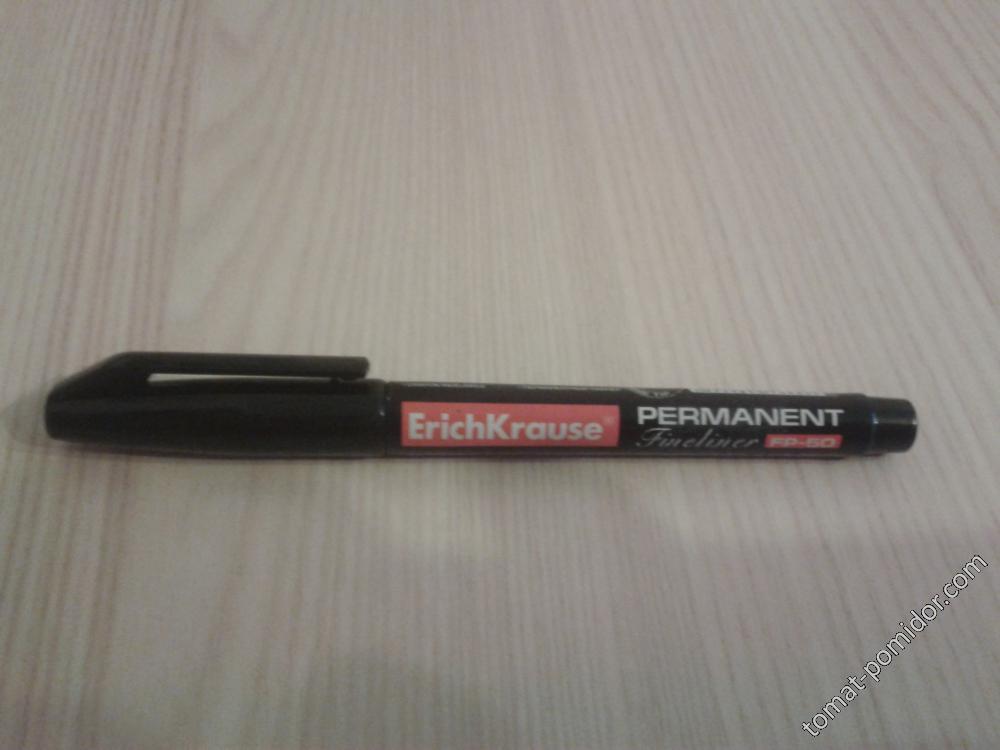 ErichKrause®
PERMANENT
Fineliner FP-50
tomat-pomidor.com